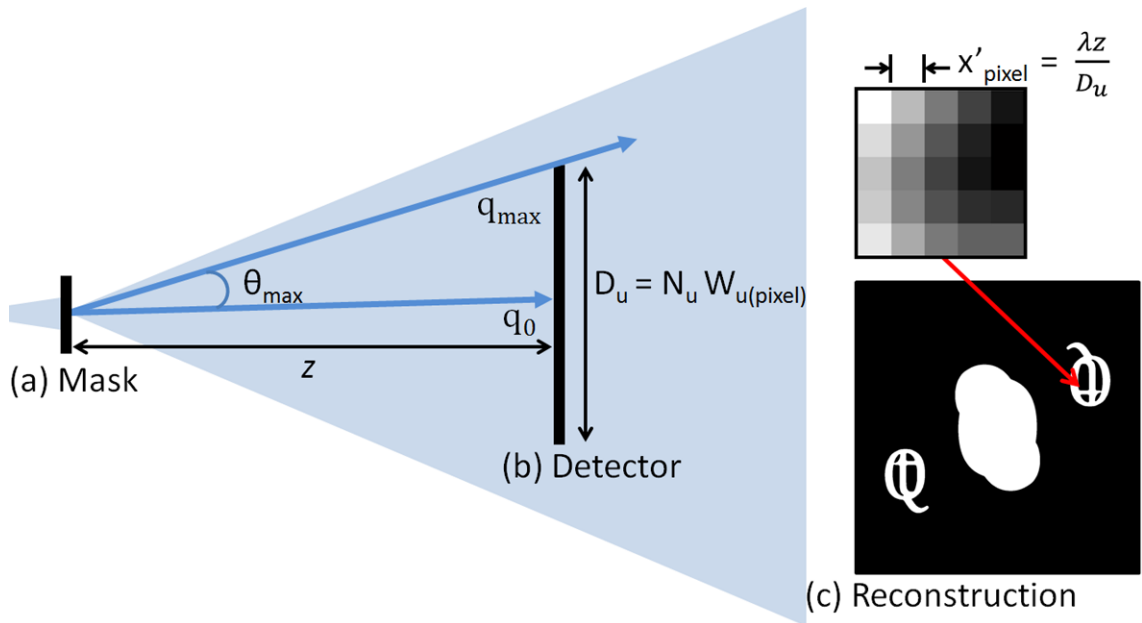 x'pixel = λz / Du
qmax
θmax
Du = Nu Wu(pixel)
q0
z
(a) Mask
(b) Detector
(c) Reconstruction